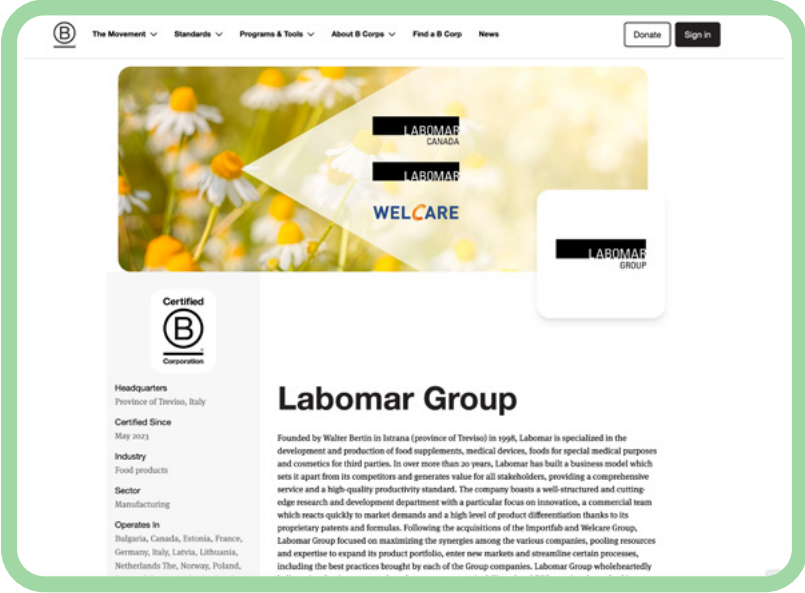 B
The Movement
Standards
Programs & Tools
About B Corps
Find a B Corp
News
Donate
Sign in
LABOMAR
CANADA
LABOMAR
WELCARE
LABOMAR
GROUP
Certified
B
Corporation
Headquarters
Province of Treviso, Italy
Certified Since
May 2023
Industry
Food products
Sector
Manufacturing
Operates In
Bulgaria, Canada, Estonia, France,
Germany, Italy, Latvia, Lithuania,
Netherlands The, Norway, Poland,
Labomar Group
Founded by Walter Bertin in Istrana (province of Treviso) in 1998, Labomar is specialized in the
development and production of food supplements, medical devices, foods for special medical purposes
and cosmetics for third parties. In over more than 20 years, Labomar has built a business model which
sets it apart from its competitors and generates value for all stakeholders, providing a comprehensive
service and a high-quality productivity standard. The company boasts a well-structured and cutting-
edge research and development department with a particular focus on innovation, a commercial team
which reacts quickly to market demands and a high level of product differentiation thanks to its
proprietary patents and formulas. Following the acquisitions of the Importfab and Welcare Group,
Labomar Group focused on maximizing the synergies among the various companies, pooling resources
and expertise to expand its product portfolio, enter new markets and streamline certain processes,
including the best practices brought by each of the Group companies. Labomar Group wholeheartedly